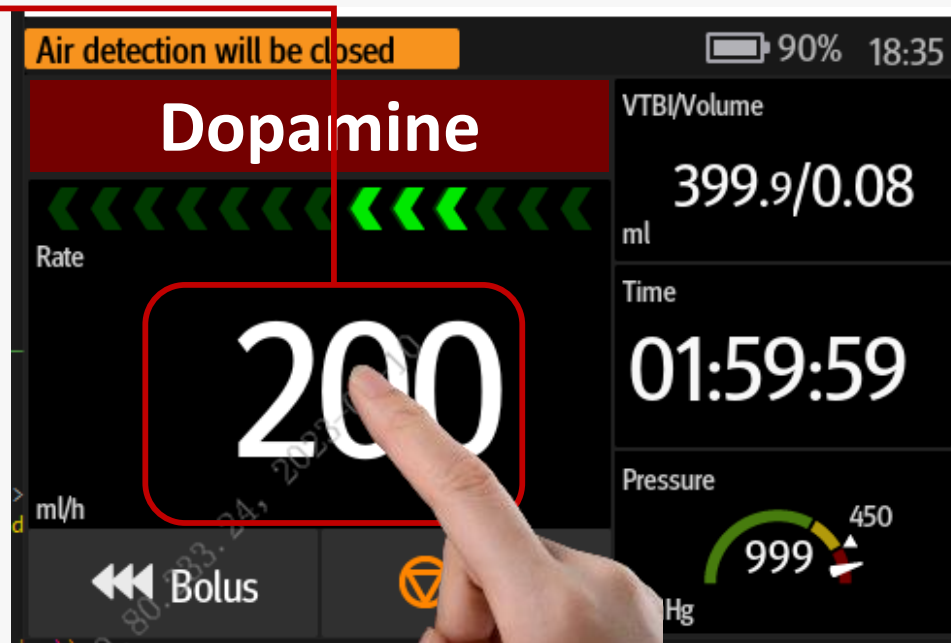 Air detection will be closed
90%
18:35
Dopamine
VTBI/Volume
399.9/0.08
ml
Rate
200
ml/h
Time
01:59:59
Pressure
450
999
Hg
Bolus
d